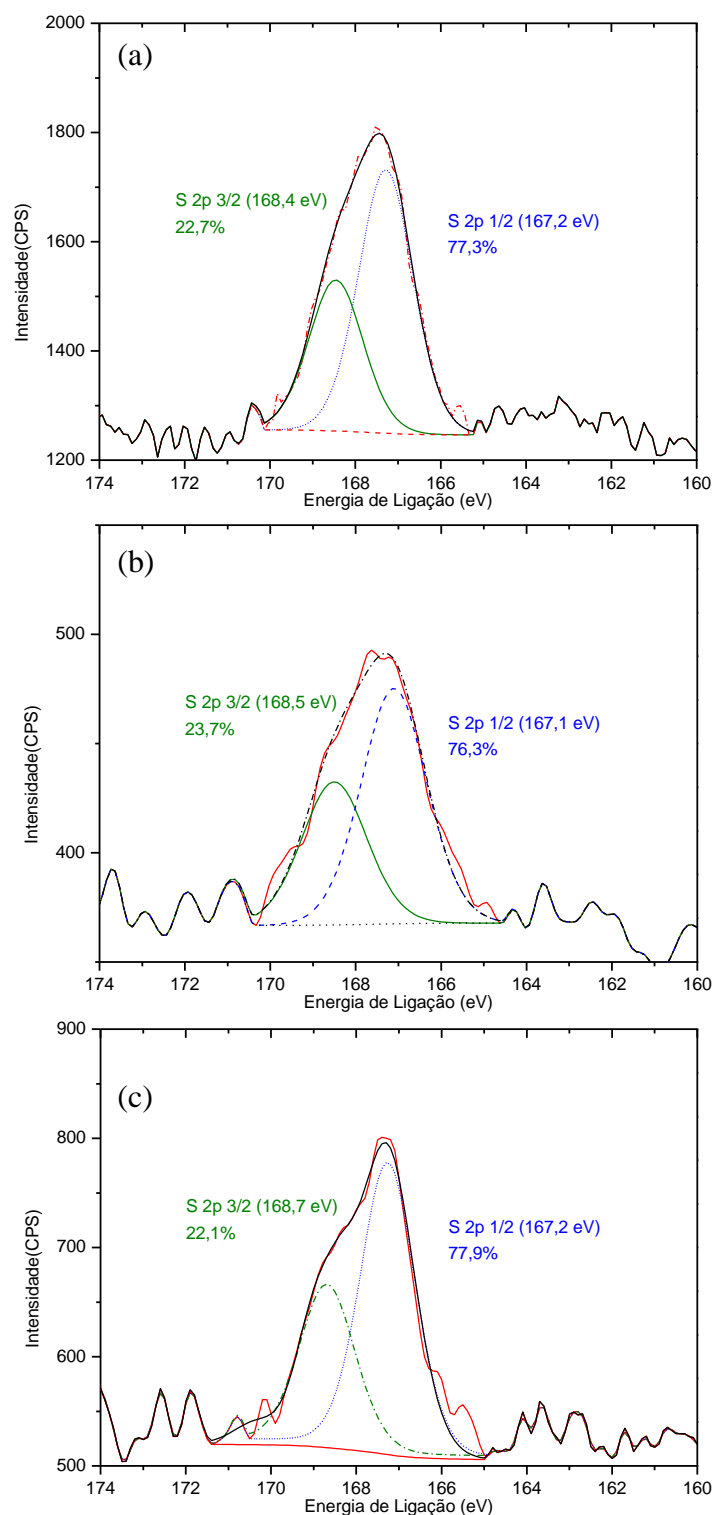 (a)
2000
1800
1600
1400
1200
Intensidade(CPS)
S 2p 3/2 (168,4 eV)
22,7%
S 2p 1/2 (167,2 eV)
77,3%
174 172 170 168 166 164 162 160
Energia de Ligação (eV)
(b)
500
400
Intensidade(CPS)
S 2p 3/2 (168,5 eV)
23,7%
S 2p 1/2 (167,1 eV)
76,3%
174 172 170 168 166 164 162 160
Energia de Ligação (eV)
(c)
900
800
700
600
500
Intensidade(CPS)
S 2p 3/2 (168,7 eV)
22,1%
S 2p 1/2 (167,2 eV)
77,9%
174 172 170 168 166 164 162 160
Energia de Ligação (eV)